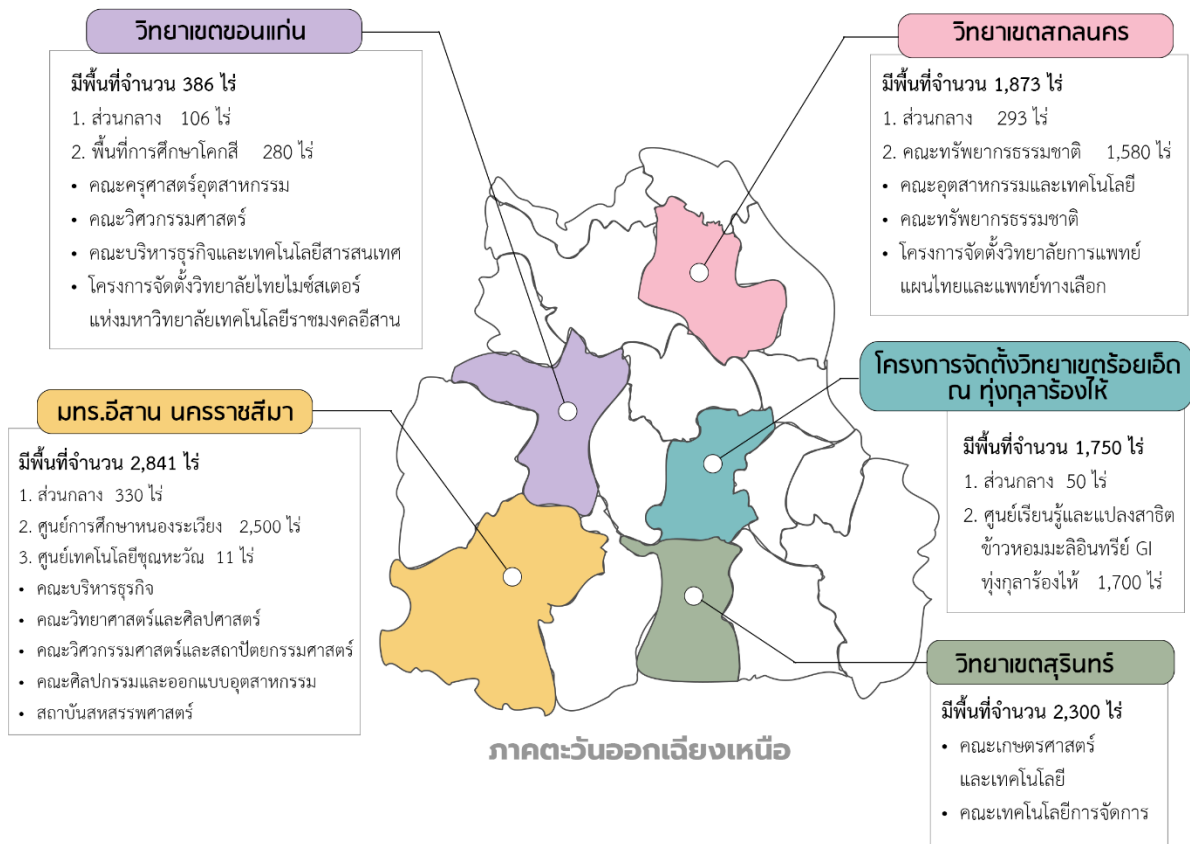 วิทยาเขตขอนแก่น
มีพื้นที่จำนวน 386 ไร่
1. ส่วนกลาง 106 ไร่
2. พื้นที่การศึกษาโคกสี 280 ไร่
• คณะครุศาสตร์อุตสาหกรรม
• คณะวิศวกรรมศาสตร์
• คณะบริหารธุรกิจและเทคโนโลยีสารสนเทศ
• โครงการจัดตั้งวิทยาลัยไทยไมซ์สเตอร์
แห่งมหาวิทยาลัยเทคโนโลยีราชมงคลอีสาน
วิทยาเขตสกลนคร
มีพื้นที่จำนวน 1,873 ไร่
1. ส่วนกลาง 293 ไร่
2. คณะทรัพยากรธรรมชาติ 1,580 ไร่
• คณะอุตสาหกรรมและเทคโนโลยี
• คณะทรัพยากรธรรมชาติ
• โครงการจัดตั้งวิทยาลัยการแพทย์
แผนไทยและแพทย์ทางเลือก
มทร.อีสาน นครราชสีมา
มีพื้นที่จำนวน 2,841 ไร่
1. ส่วนกลาง 330 ไร่
2. ศูนย์การศึกษาหนองระเวียง 2,500 ไร่
3. ศูนย์เทคโนโลยีชุณหะวัณ 11 ไร่
• คณะบริหารธุรกิจ
• คณะวิทยาศาสตร์และศิลปศาสตร์
• คณะวิศวกรรมศาสตร์และสถาปัตยกรรมศาสตร์
• คณะศิลปกรรมและออกแบบอุตสาหกรรม
• สถาบันสหสรรพศาสตร์
โครงการจัดตั้งวิทยาเขตร้อยเอ็ด
ณ ทุ่งกุลาร้องไห้
มีพื้นที่จำนวน 1,750 ไร่
1. ส่วนกลาง 50 ไร่
2. ศูนย์เรียนรู้และแปลงสาธิต
ข้าวหอมมะลิอินทรีย์ GI
ทุ่งกุลาร้องไห้ 1,700 ไร่
วิทยาเขตสุรินทร์
มีพื้นที่จำนวน 2,300 ไร่
• คณะเกษตรศาสตร์
และเทคโนโลยี
• คณะเทคโนโลยีการจัดการ
ภาคตะวันออกเฉียงเหนือ